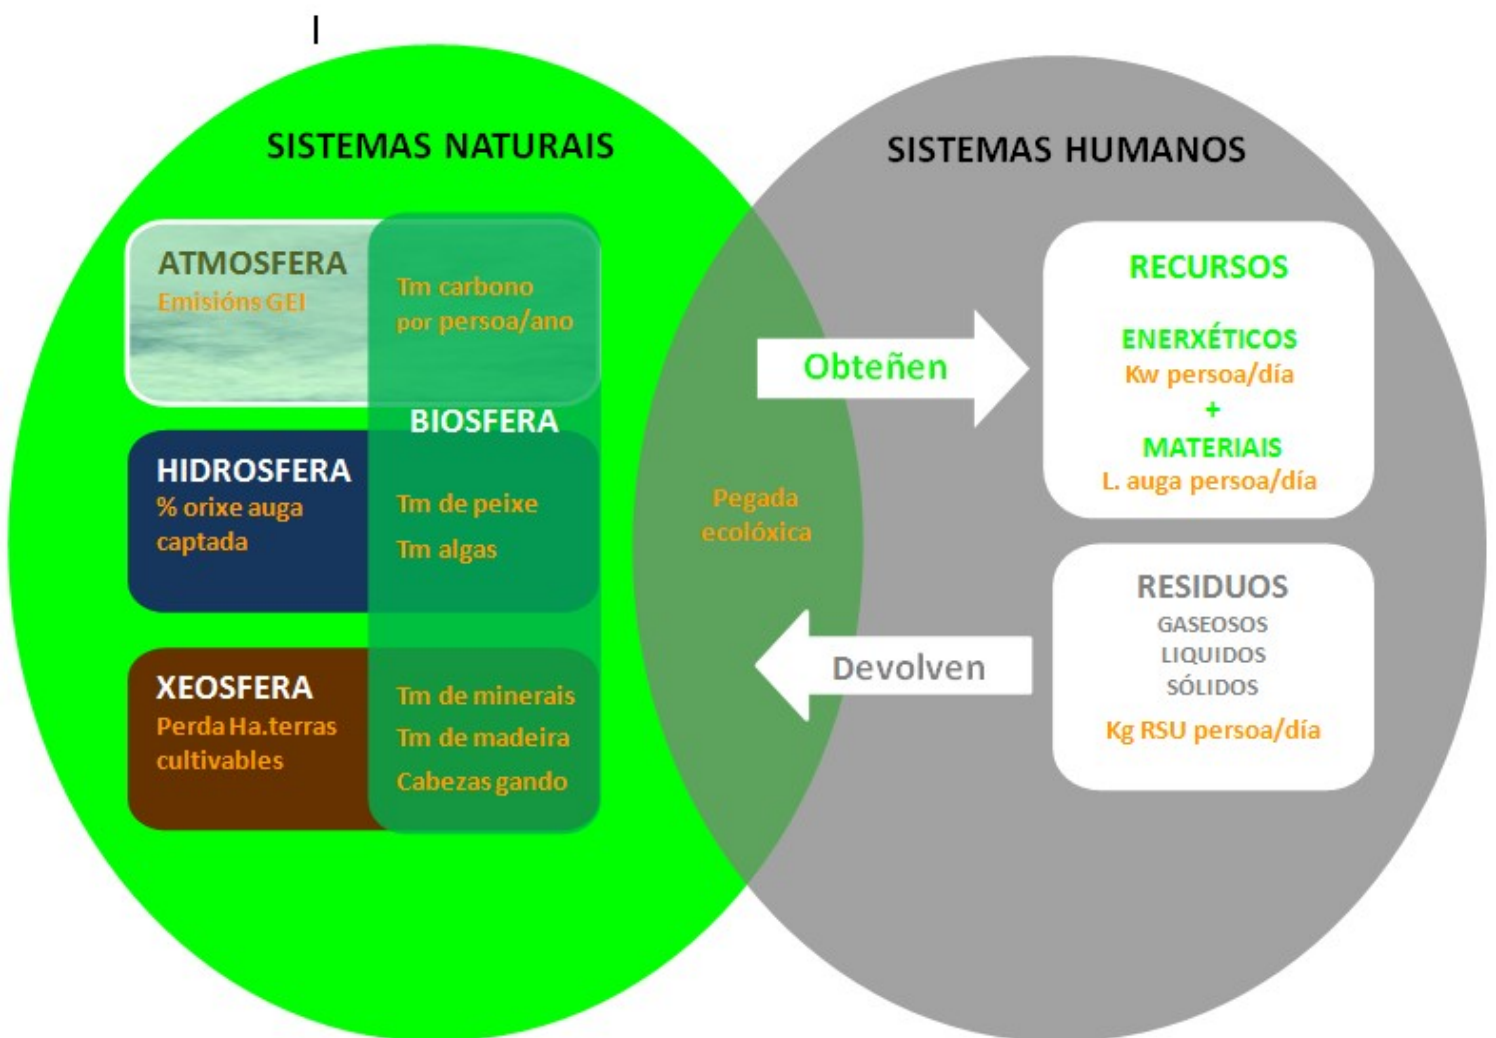 SISTEMAS NATURAIS
ATMOSFERA
Emisións GEI
Tm carbono
por persoa/ano
BIOSFERA
HIDROSFERA
% orixe auga
captada
Tm de peixe
Tm algas
XEOSFERA
Perda Ha.terras
cultivables
Tm de minerais
Tm de madeira
Cabezas gando
Pegada
ecolóxica
Obteñen
Devolven
SISTEMAS HUMANOS
RECURSOS
ENERXÉTICOS
Kw persoa/día
+
MATERIAIS
L. auga persoa/día
RESIDUOS
GASEOSOS
LIQUIDOS
SÓLIDOS
Kg RSU persoa/día